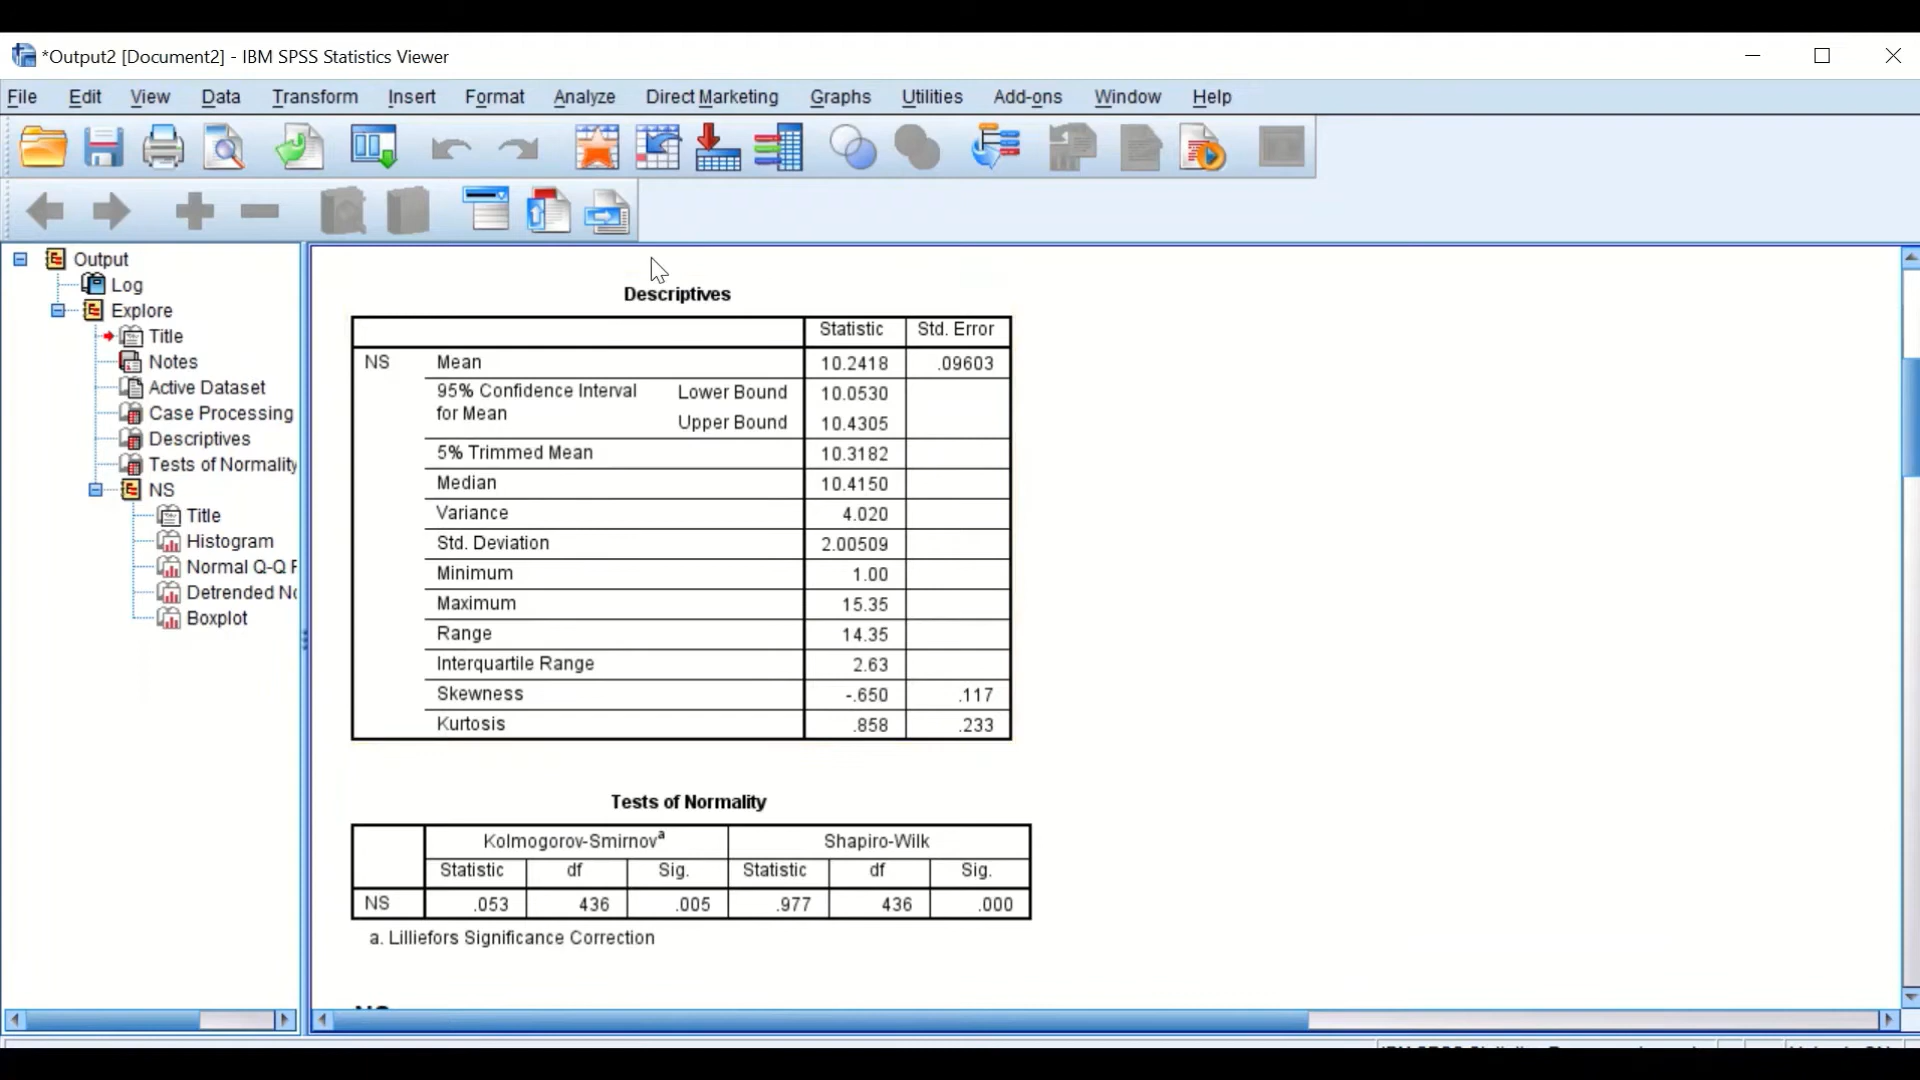 *Output2 [Document2] - IBM SPSS Statistics Viewer
File Edit View Data Transform Insert Format Analyze Direct Marketing Graphs Utilities Add-ons Window Help
Output
Log
Explore
Title
Notes
Active Dataset
Case Processing
Descriptives
Tests of Normality
NS
Title
Histogram
Normal Q-Q
Detrended
Boxplot
Descriptives
Statistic Std. Error
NS Mean 10.2418 .09603
95% Confidence Interval for Mean Lower Bound 10.0530
Upper Bound 10.4305
5% Trimmed Mean 10.3182
Median 10.4150
Variance 4.020
Std. Deviation 2.00509
Minimum 1.00
Maximum 15.35
Range 14.35
Interquartile Range 2.63
Skewness -.650 .117
Kurtosis .858 .233
Tests of Normality
Kolmogorov-Smirnovᵃ Shapiro-Wilk
Statistic df Sig. Statistic df Sig.
NS .053 436 .005 .977 436 .000
a. Lilliefors Significance Correction